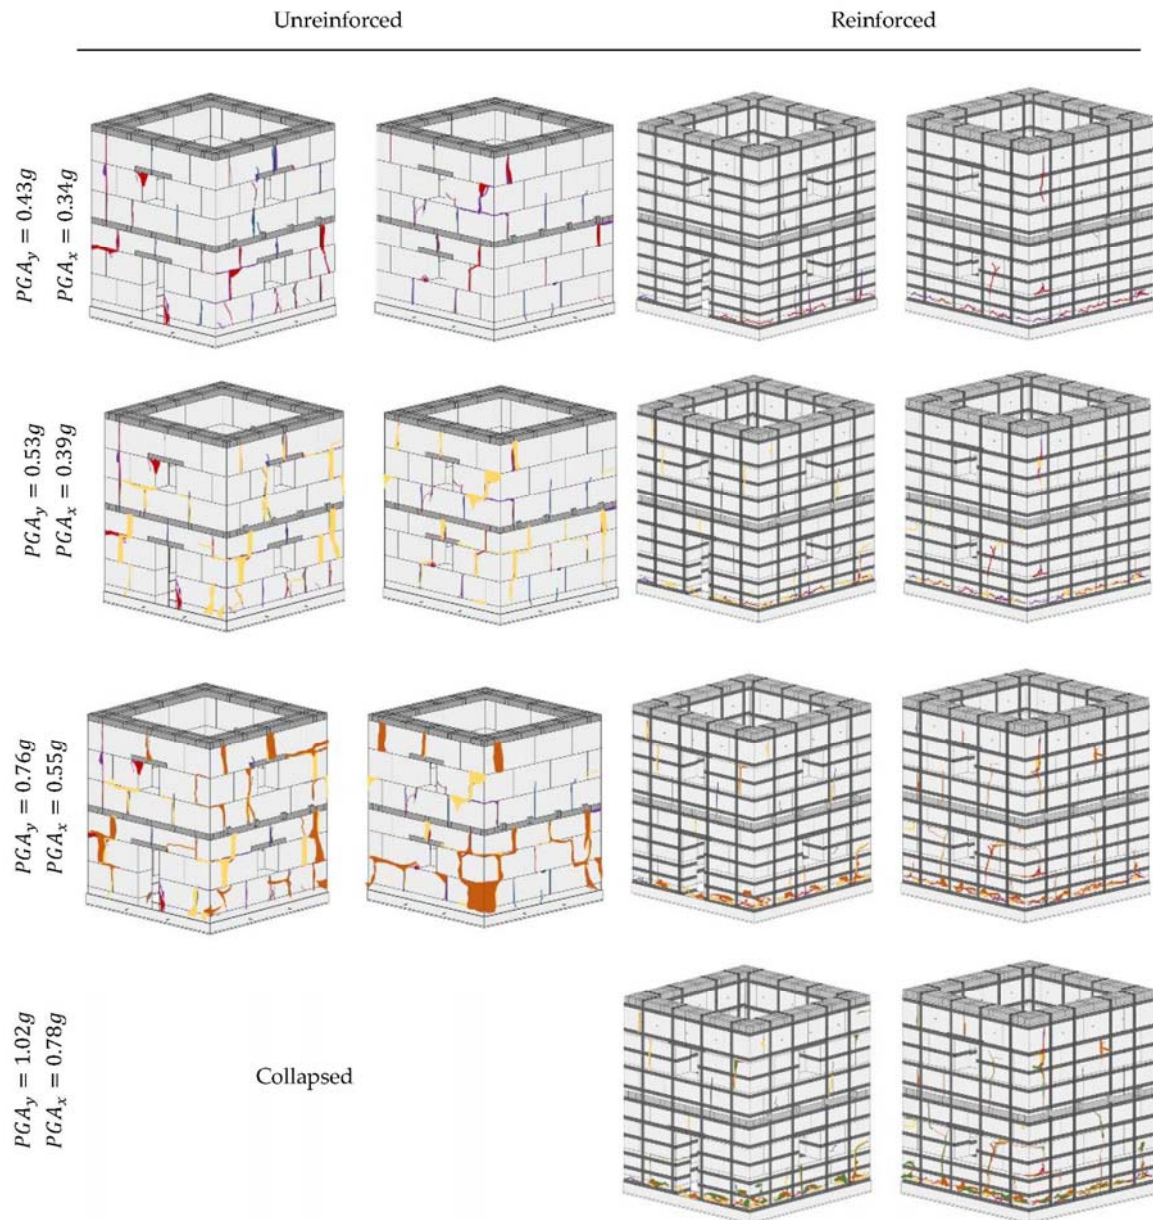 Unreinforced
Reinforced
PGA_y = 0.43g
PGA_x = 0.34g
PGA_y = 0.53g
PGA_x = 0.39g
PGA_y = 0.76g
PGA_x = 0.55g
PGA_y = 1.02g
PGA_x = 0.78g
Collapsed